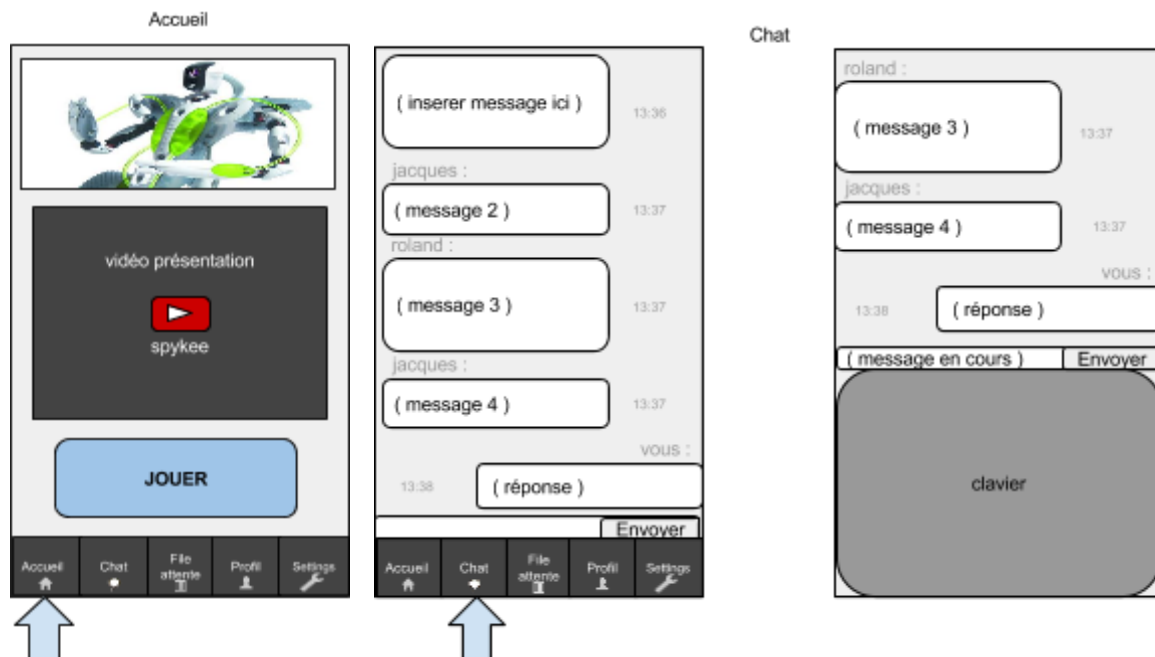 Accueil
vidéo présentation
spykee
JOUER
Accueil
Chat
File
attente
Profil
Settings
Chat
( inserer message ici )
13:36
jacques :
( message 2 )
13:37
roland :
( message 3 )
13:37
jacques :
( message 4 )
13:37
vous :
13:38
( réponse )
Envoyer
Accueil
Chat
File
attente
Profil
Settings
roland :
( message 3 )
13:37
jacques :
( message 4 )
13:37
vous :
13:38
( réponse )
( message en cours )
Envoyer
clavier